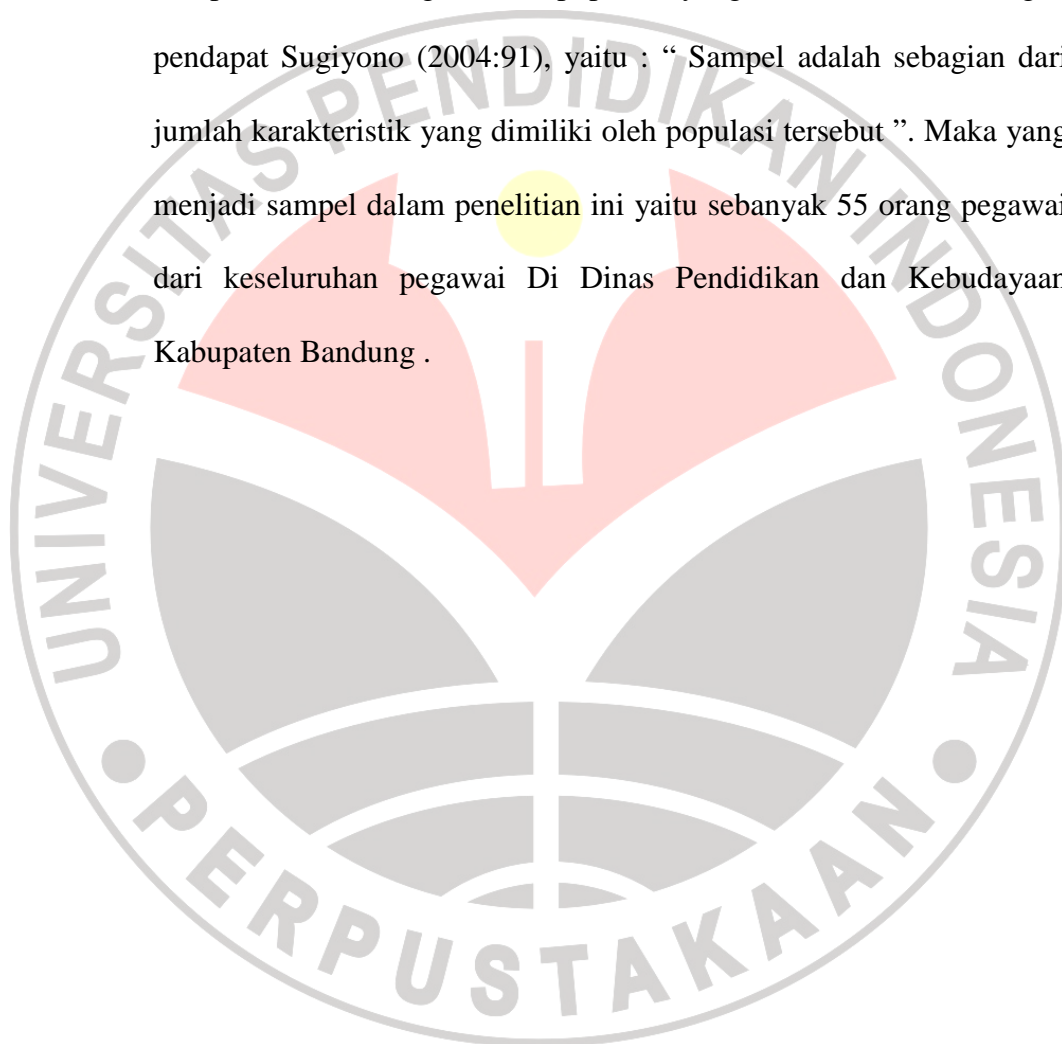 pendapat Sugiyono (2004:91), yaitu : “ Sampel adalah sebagian dari
jumlah karakteristik yang dimiliki oleh populasi tersebut ”. Maka yang
menjadi sampel dalam penelitian ini yaitu sebanyak 55 orang pegawai
dari keseluruhan pegawai Di Dinas Pendidikan dan Kebudayaan
Kabupaten Bandung .
UNIVERSITAS PENDIDIKAN INDONESIA
PERPUSTAKAAN